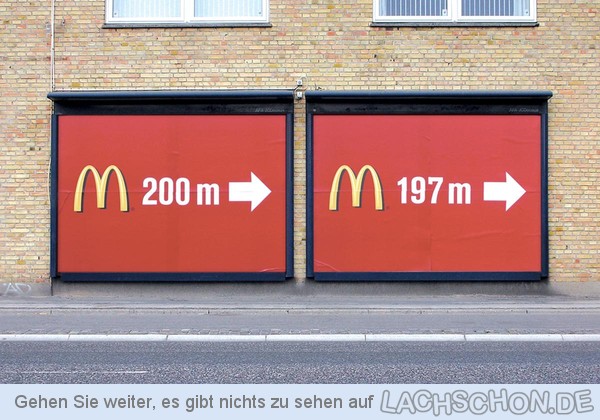 200 m
197 m
Gehen Sie weiter, es gibt nichts zu sehen auf LACHSCHON.DE